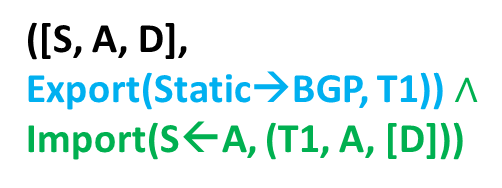 ([S, A, D],
Export(Static→BGP, T1)) ∧
Import(S←A, (T1, A, [D]))